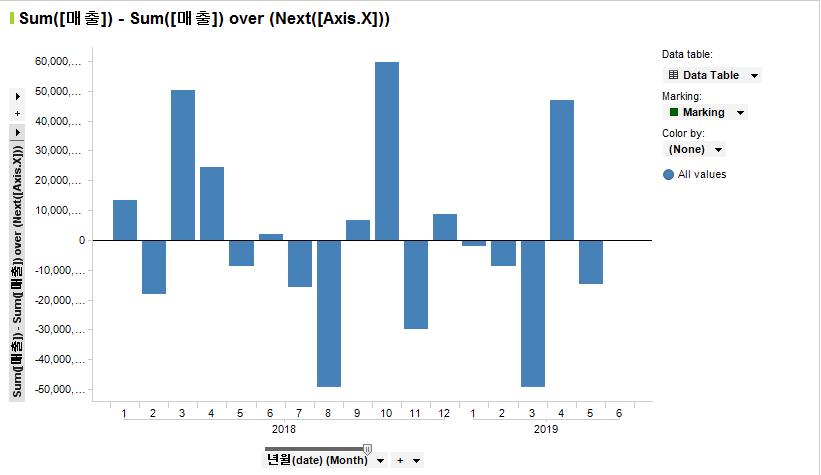 Sum([매출]) - Sum([매출]) over (Next([Axis.X]))
Data table:
Data Table
Marking:
Marking
Color by:
(None)
All values
+
Sum([매출]) - Sum([매출]) over (Next([Axis.X]))
60,000,...
50,000,...
40,000,...
30,000,...
20,000,...
10,000,...
0
-10,000,...
-20,000,...
-30,000,...
-40,000,...
-50,000,...
1 2 3 4 5 6 7 8 9 10 11 12 1 2 3 4 5 6
2018 2019
년월(date) (Month) +